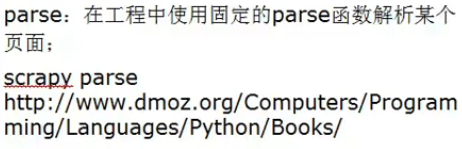 parse：在工程中使用固定的parse函数解析某个
页面；
scrapy parse
http://www.dmoz.org/Computers/Program
ming/Languages/Python/Books/